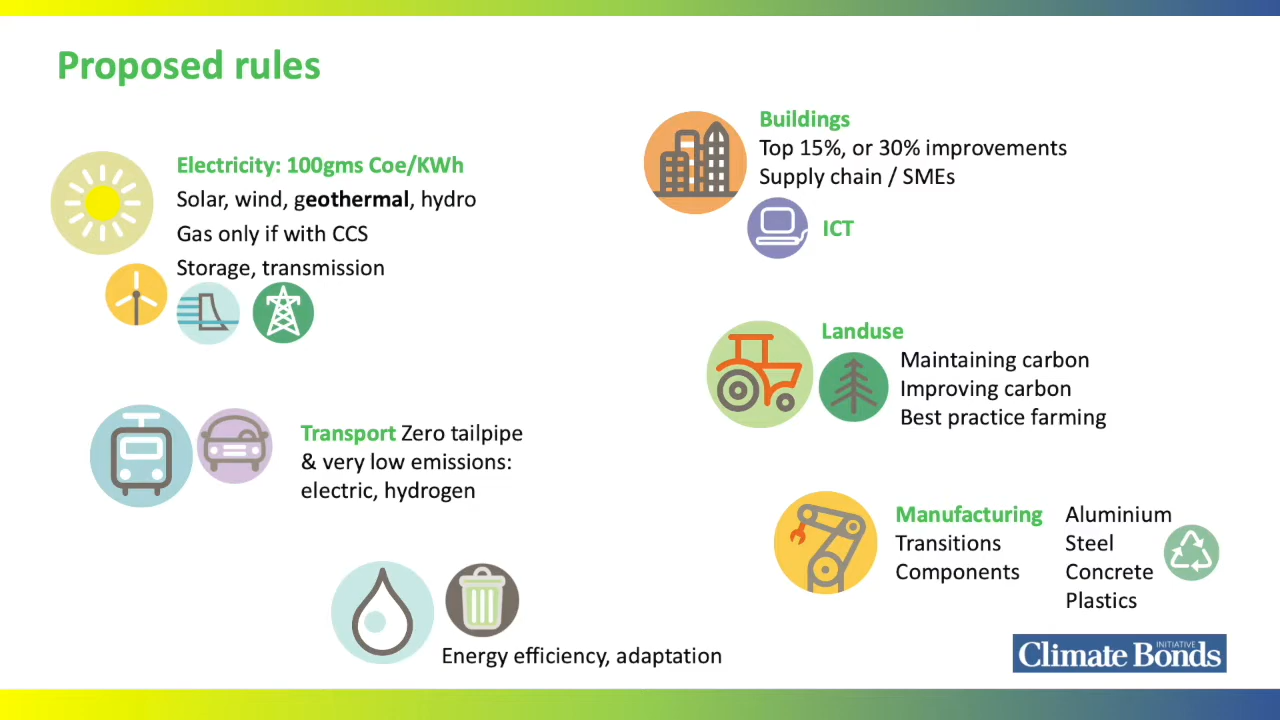 Proposed rules
Electricity: 100gms Coe/KWh
Solar, wind, geothermal, hydro
Gas only if with CCS
Storage, transmission
Transport Zero tailpipe
& very low emissions:
electric, hydrogen
Energy efficiency, adaptation
Buildings
Top 15%, or 30% improvements
Supply chain / SMEs
ICT
Landuse
Maintaining carbon
Improving carbon
Best practice farming
Manufacturing
Transitions
Components
Aluminium
Steel
Concrete
Plastics
INITIATIVE
Climate Bonds